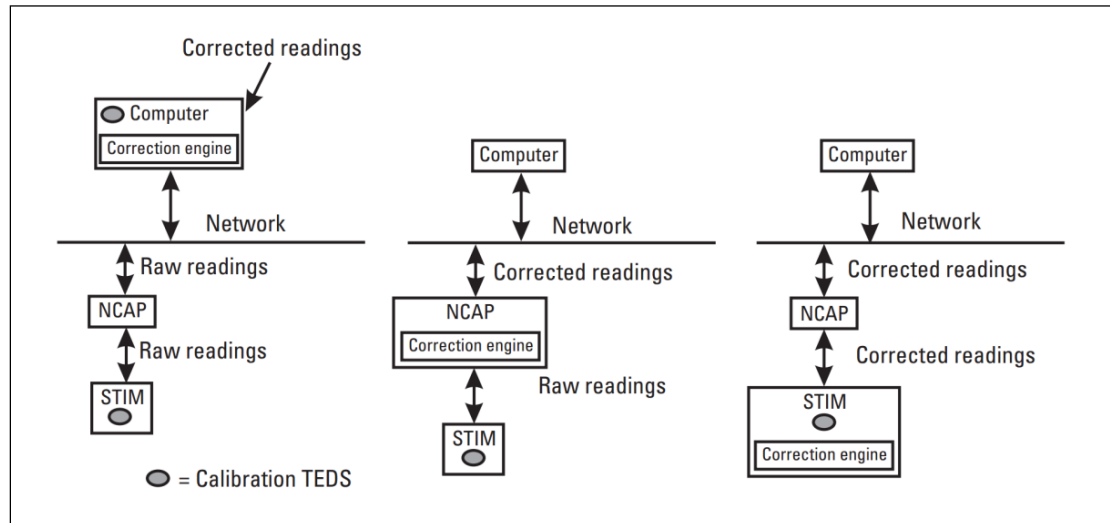 Corrected readings
Computer
Correction engine
Network
Raw readings
NCAP
Raw readings
STIM
Computer
Network
Corrected readings
NCAP
Correction engine
Raw readings
STIM
Computer
Network
Corrected readings
NCAP
Corrected readings
STIM
Correction engine
= Calibration TEDS